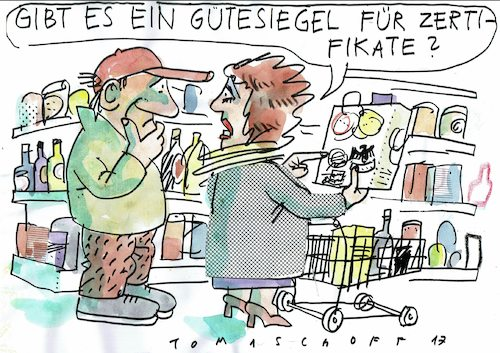 GIBT ES EIN GÜTESIEGEL FÜR ZERTI-
FIKATE?
TOMASCHOFF 17